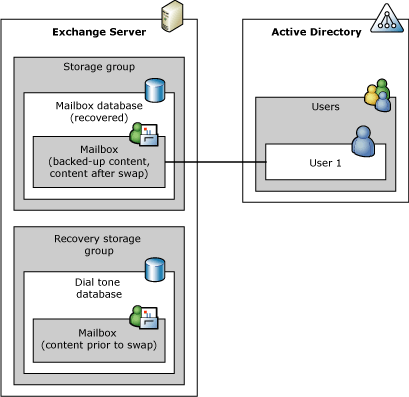 Exchange Server
Storage group
Mailbox database
(recovered)
Mailbox
(backed-up content,
content after swap)
Recovery storage
group
Dial tone
database
Mailbox
(content prior to swap)
Active Directory
Users
User 1